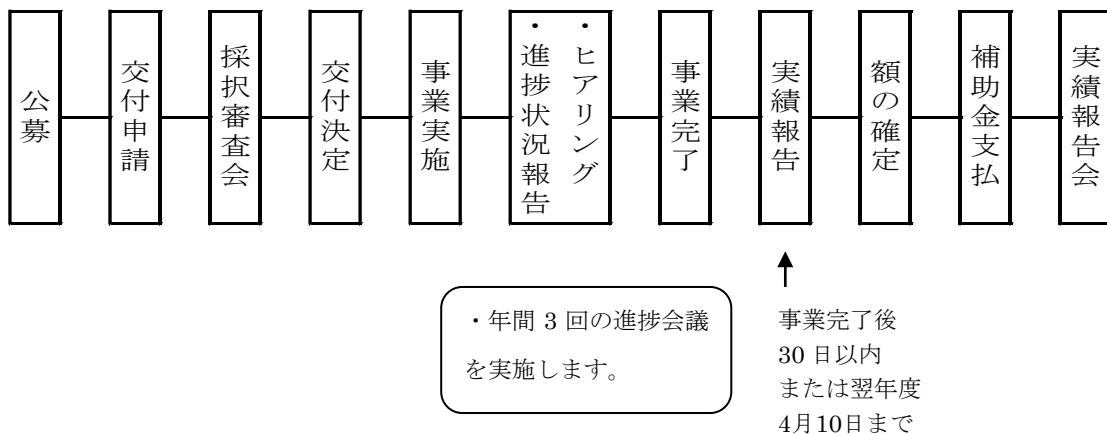 公募
交付申請
採択審査会
交付決定
事業実施
・ヒアリング
・進捗状況報告
事業完了
実績報告
額の確定
補助金支払
実績報告会
・年間 3 回の進捗会議
を実施します。
事業完了後
30 日以内
または翌年度
4月10日まで